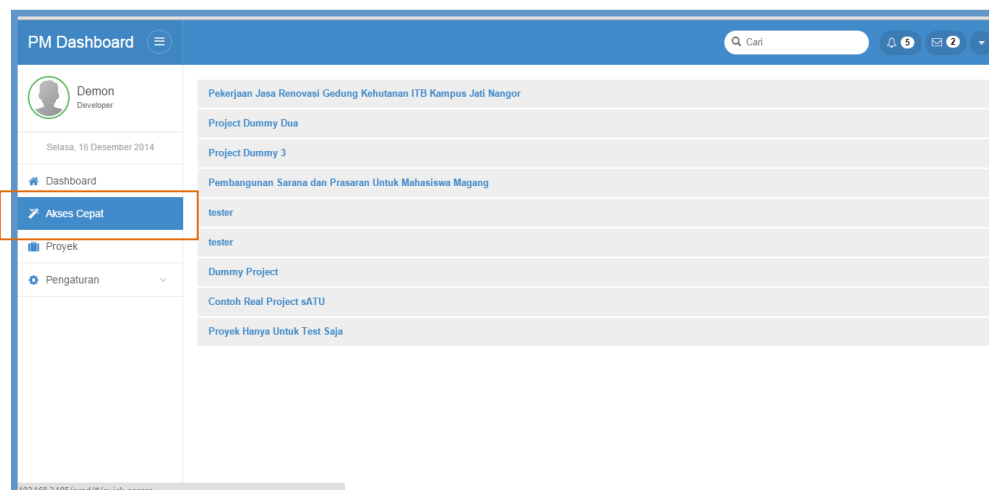 PM Dashboard
Cari
5
2
Demon
Developer
Selasa, 16 Desember 2014
Dashboard
Akses Cepat
Proyek
Pengaturan
Pekerjaan Jasa Renovasi Gedung Kehutanan ITB Kampus Jati Nangor
Project Dummy Dua
Project Dummy 3
Pembangunan Sarana dan Prasaran Untuk Mahasiswa Magang
tester
tester
Dummy Project
Contoh Real Project sATU
Proyek Hanya Untuk Test Saja